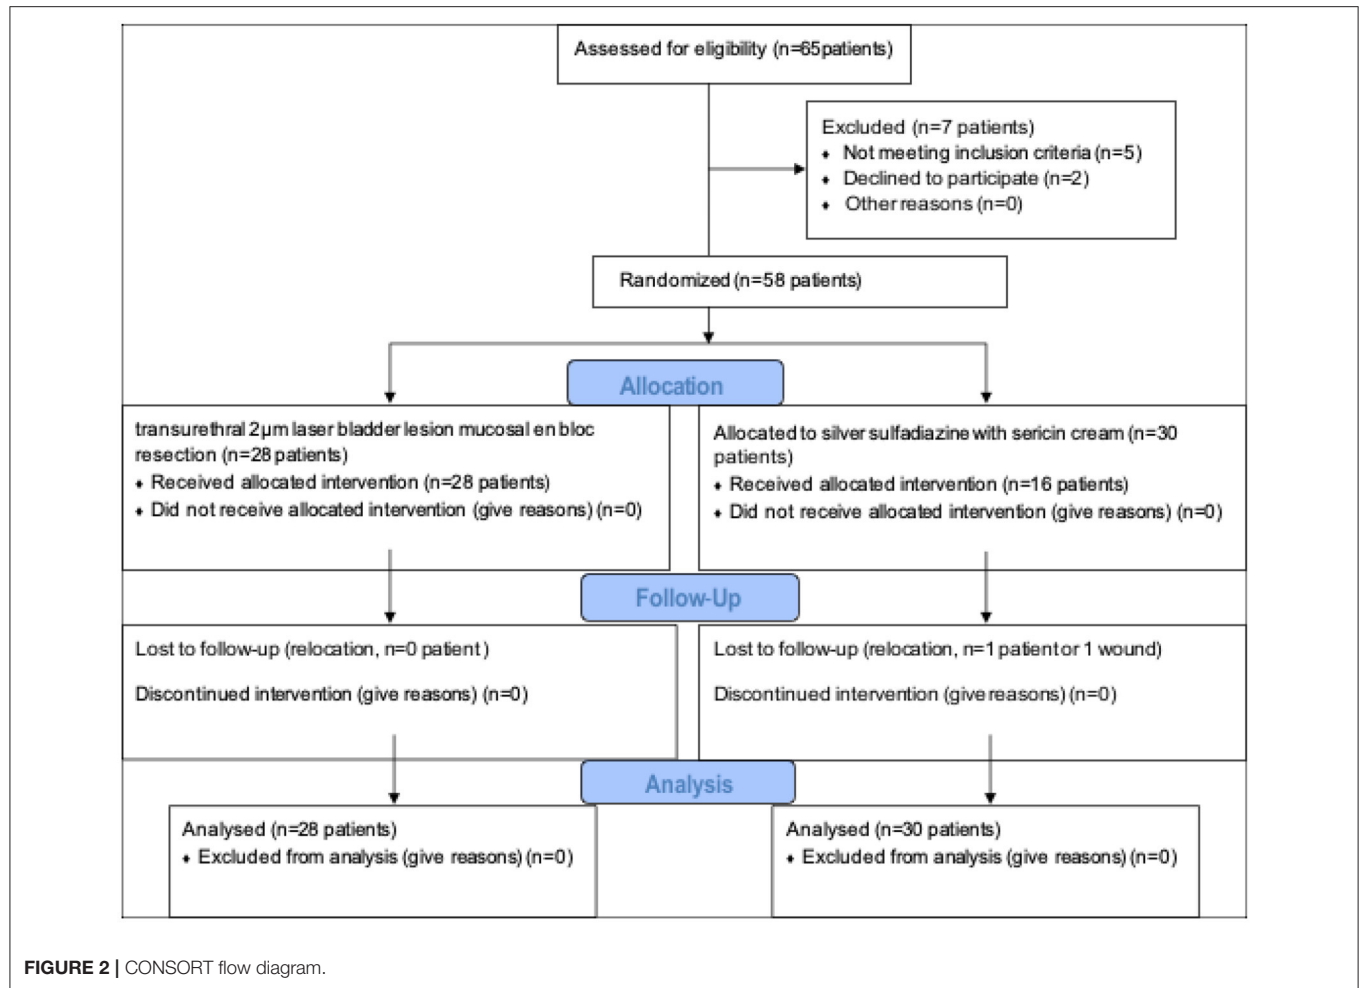 Assessed for eligibility (n=65patients)
Excluded (n=7 patients)
♦ Not meeting inclusion criteria (n=5)
♦ Declined to participate (n=2)
♦ Other reasons (n=0)
Randomized (n=58 patients)
Allocation
transurethral 2μm laser bladder lesion mucosal en bloc
resection (n=28 patients)
♦ Received allocated intervention (n=28 patients)
♦ Did not receive allocated intervention (give reasons) (n=0)
Allocated to silver sulfadiazine with sericin cream (n=30
patients)
♦ Received allocated intervention (n=16 patients)
♦ Did not receive allocated intervention (give reasons) (n=0)
Follow-Up
Lost to follow-up (relocation, n=0 patient )
Discontinued intervention (give reasons) (n=0)
Lost to follow-up (relocation, n=1 patient or 1 wound)
Discontinued intervention (give reasons) (n=0)
Analysis
Analysed (n=28 patients)
♦ Excluded from analysis (give reasons) (n=0)
Analysed (n=30 patients)
♦ Excluded from analysis (give reasons) (n=0)
FIGURE 2 | CONSORT flow diagram.